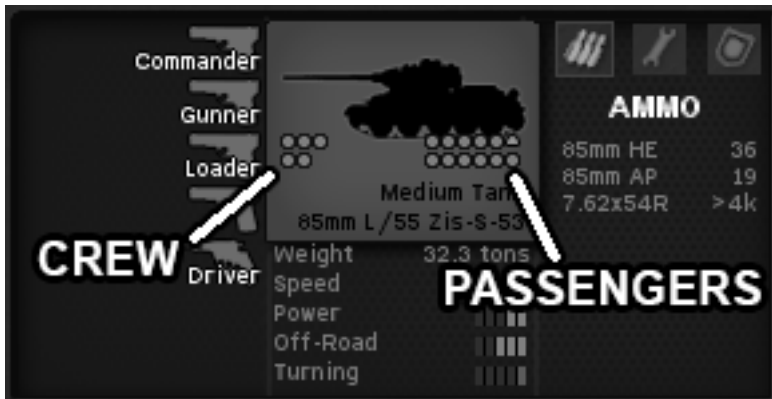 Commander
Gunner
Loader
Driver
CREW
Medium Tan
85mm L/55 Zis-S-53
Weight 32.3 tons
Speed
Power
Off-Road
Turning
PASSENGERS
AMMO
85mm HE 36
85mm AP 19
7.62x54R >4k